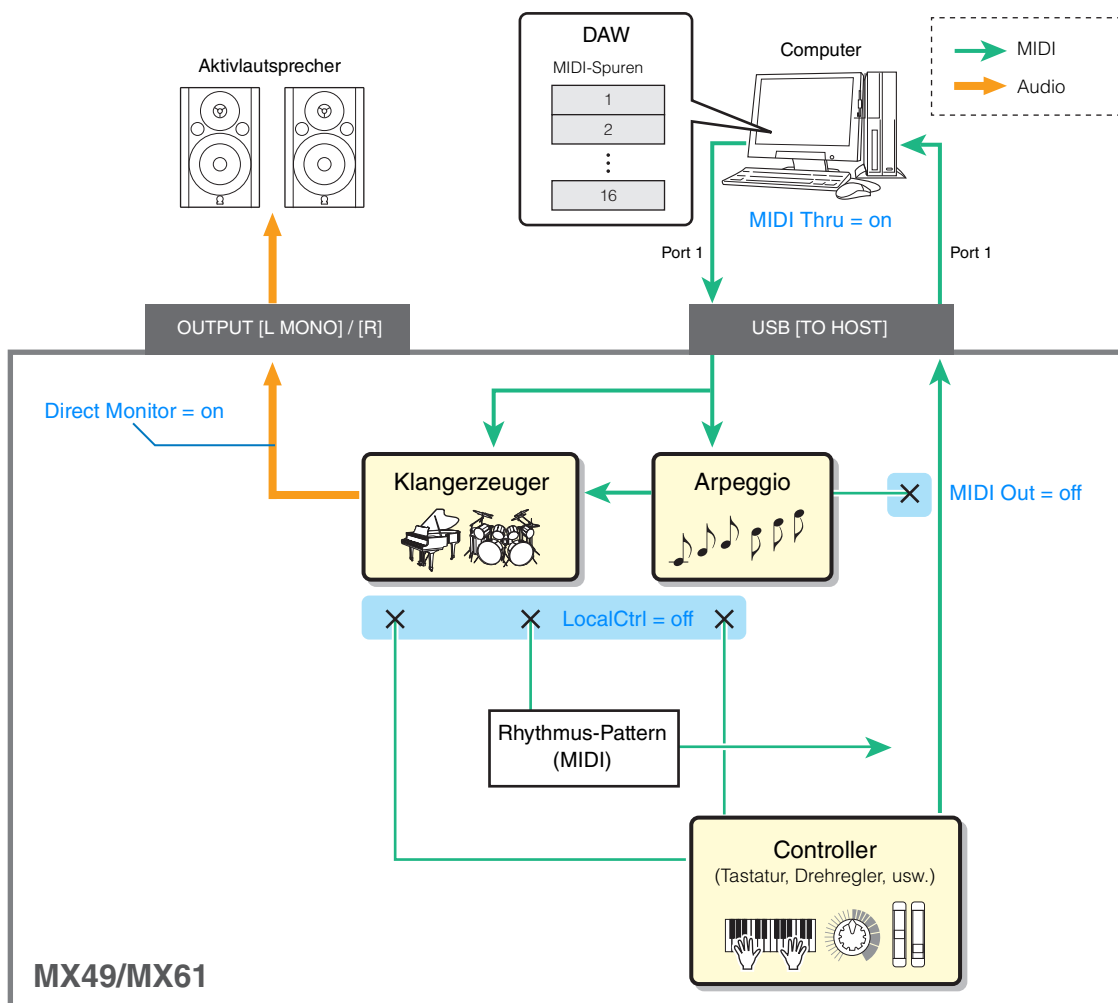 DAW
MIDI-Spuren
1
2
16
Computer
MIDI
Audio
Aktivlautsprecher
MIDI Thru = on
Port 1
Port 1
OUTPUT [L MONO] / [R]
USB [TO HOST]
Direct Monitor = on
Klangerzeuger
Arpeggio
MIDI Out = off
LocalCtrl = off
Rhythmus-Pattern
(MIDI)
Controller
(Tastatur, Drehregler, usw.)
MX49/MX61